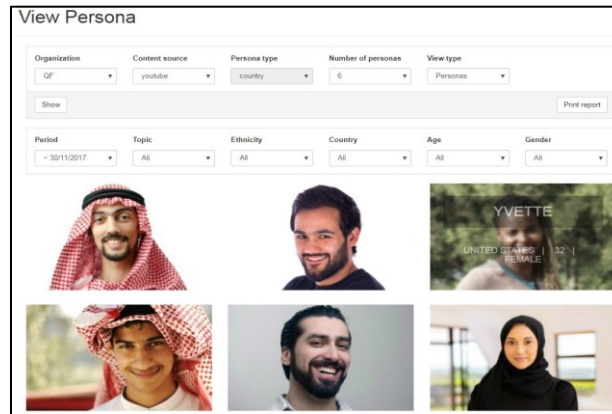 View Persona
Organization Content source Persona type Number of personas View type
QF youtube country 6 Personas
Show Print report
Period Topic Ethnicity Country Age Gender
~ 30/11/2017 All All All All All
YVETTE
UNITED STATES | 32 |
FEMALE